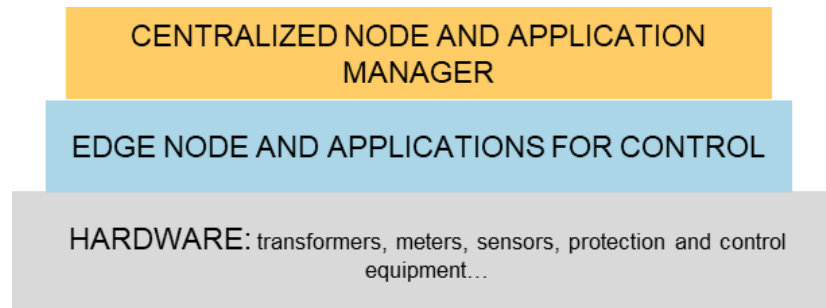 CENTRALIZED NODE AND APPLICATION
MANAGER
EDGE NODE AND APPLICATIONS FOR CONTROL
HARDWARE: transformers, meters, sensors, protection and control
equipment…